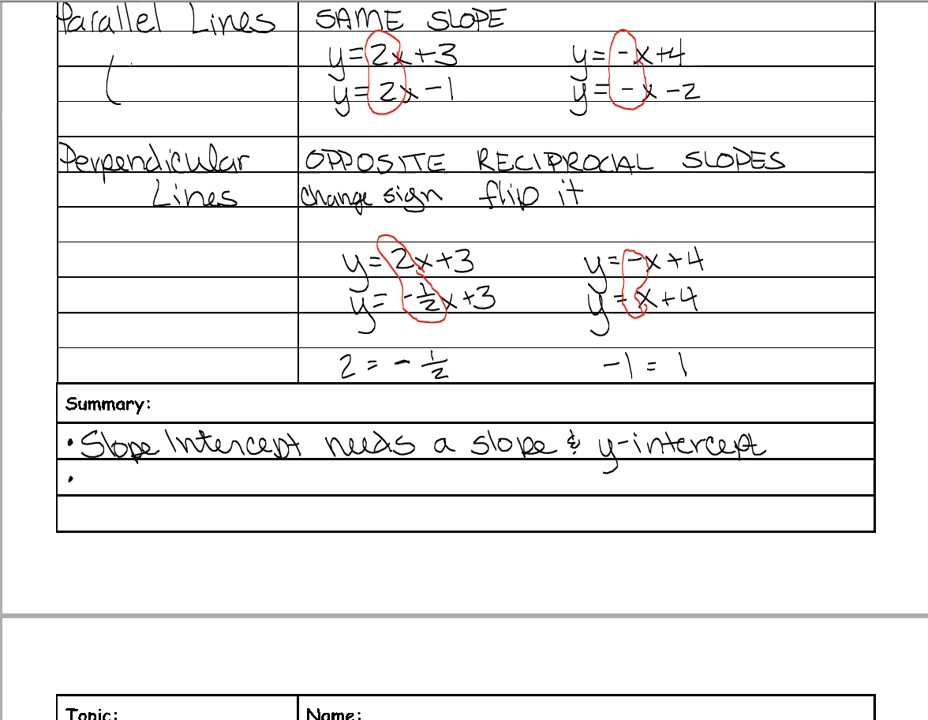 Parallel Lines SAME SLOPE
y=2x+3 y=-x+4
y=2x-1 y=-x-2
Perpendicular OPPOSITE RECIPROCAL SLOPES
Lines change sign flip it
y=2x+3 y=-x+4
y=-1/2x+3 y=x+4
2=-1/2 -1=1
Summary:
• Slope Intercept needs a slope & y-intercept
•
Topic: Name: